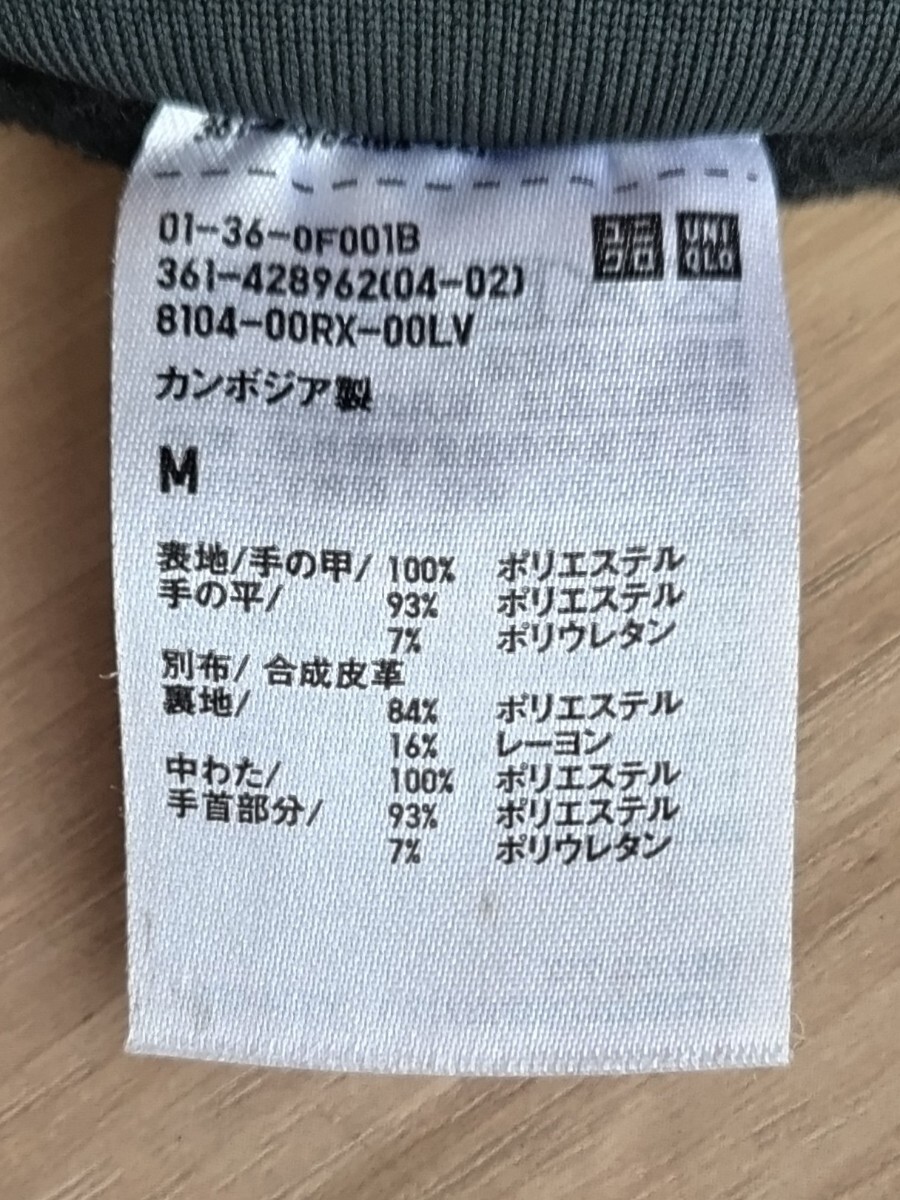 01-36-0F001B
361-428962(04-02)
8104-00RX-00LV
ユニクロ
UNIQLO
カンボジア製
M
表地/手の甲/ 100% ポリエステル
手の平/ 93% ポリエステル
7% ポリウレタン
別布/ 合成皮革
裏地/ 84% ポリエステル
16% レーヨン
中わた/ 100% ポリエステル
手首部分/ 93% ポリエステル
7% ポリウレタン